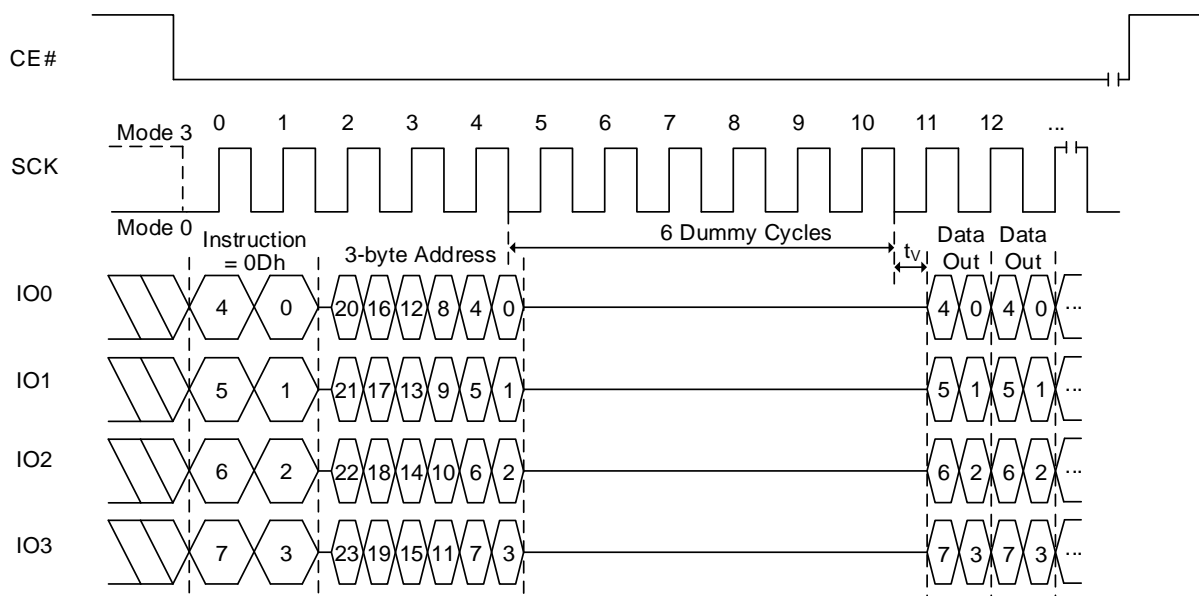 CE#
0 1 2 3 4 5 6 7 8 9 10 11 12 ...
Mode 3
SCK
Mode 0
Instruction = 0Dh
3-byte Address
6 Dummy Cycles
tV
Data Out
Data Out
IO0
4 0 20 16 12 8 4 0 4 0 4 0 ...
IO1
5 1 21 17 13 9 5 1 5 1 5 1 ...
IO2
6 2 22 18 14 10 6 2 6 2 6 2 ...
IO3
7 3 23 19 15 11 7 3 7 3 7 3 ...